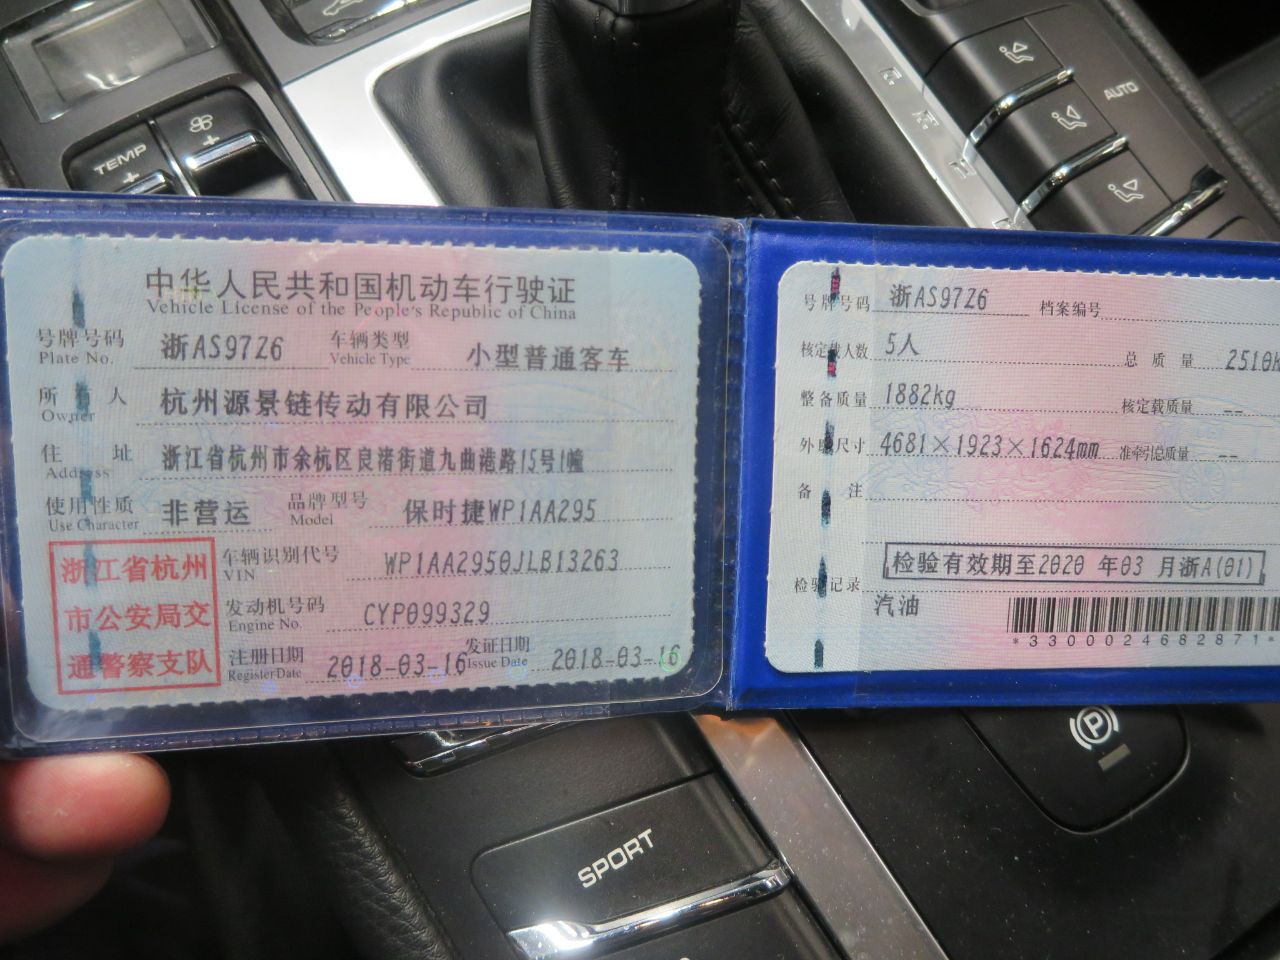 TEMP
AUTO
中华人民共和国机动车行驶证
Vehicle License of the People's Republic of China
号牌号码 浙AS97Z6 车辆类型 小型普通客车
Plate No. Vehicle Type
所有人 杭州源景链传动有限公司
Owner
住址 浙江省杭州市余杭区良渚街道九曲港路15号1幢
Address
使用性质 非营运 品牌型号 保时捷WP1AA295
Use Character Model
浙江省杭州
市公安局交
通警察支队
车辆识别代号 WP1AA2950JLB13263
VIN
发动机号码 CYP099329
Engine No.
注册日期 2018-03-16 发证日期 2018-03-16
Register Date Issue Date
号牌号码 浙AS97Z6 档案编号
核定载人数 5人 总质量 2510K
整备质量 1882kg 核定载质量 --
外廓尺寸 4681×1923×1624mm 准牵引总质量 --
备注
检验记录 检验有效期至2020 年03 月浙A(01)
汽油
*3300024682871*
P
SPORT